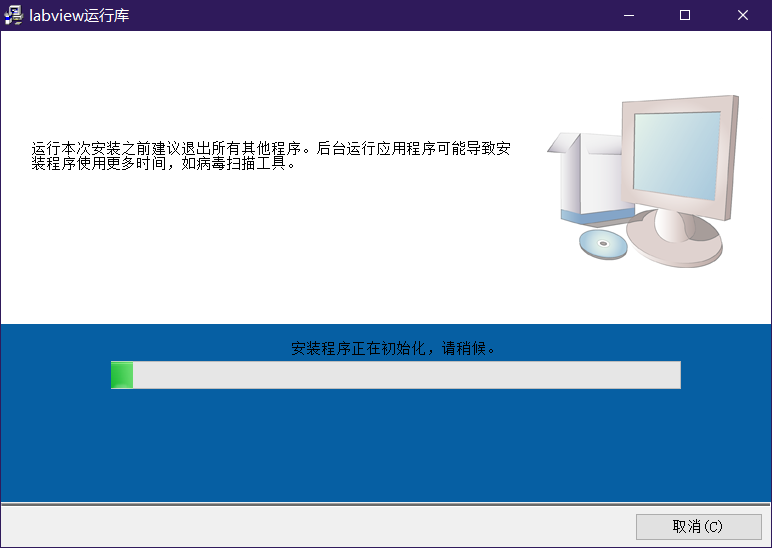 labview运行库
运行本次安装之前建议退出所有其他程序。后台运行应用程序可能导致安
装程序使用更多时间，如病毒扫描工具。
安装程序正在初始化，请稍候。
取消(C)